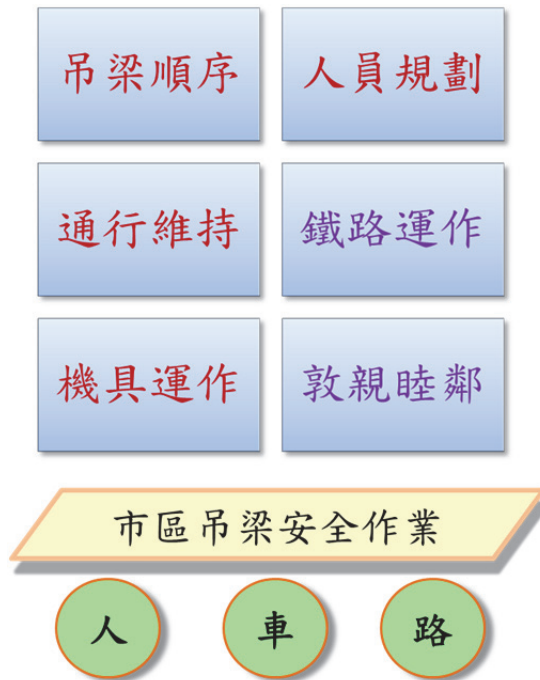 吊梁順序 人員規劃
通行維持 鐵路運作
機具運作 敦親睦鄰
市區吊梁安全作業
人 車 路